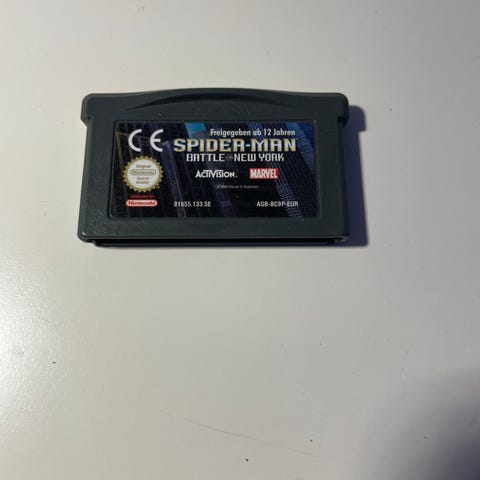 Freigegeben ab 12 Jahren
CE
SPIDER-MAN
BATTLE FOR NEW YORK
Original
Nintendo
Seal of
Quality
ACTIVISION
MARVEL
Nintendo
81655.133.5E
AGB-BC9P-EUR